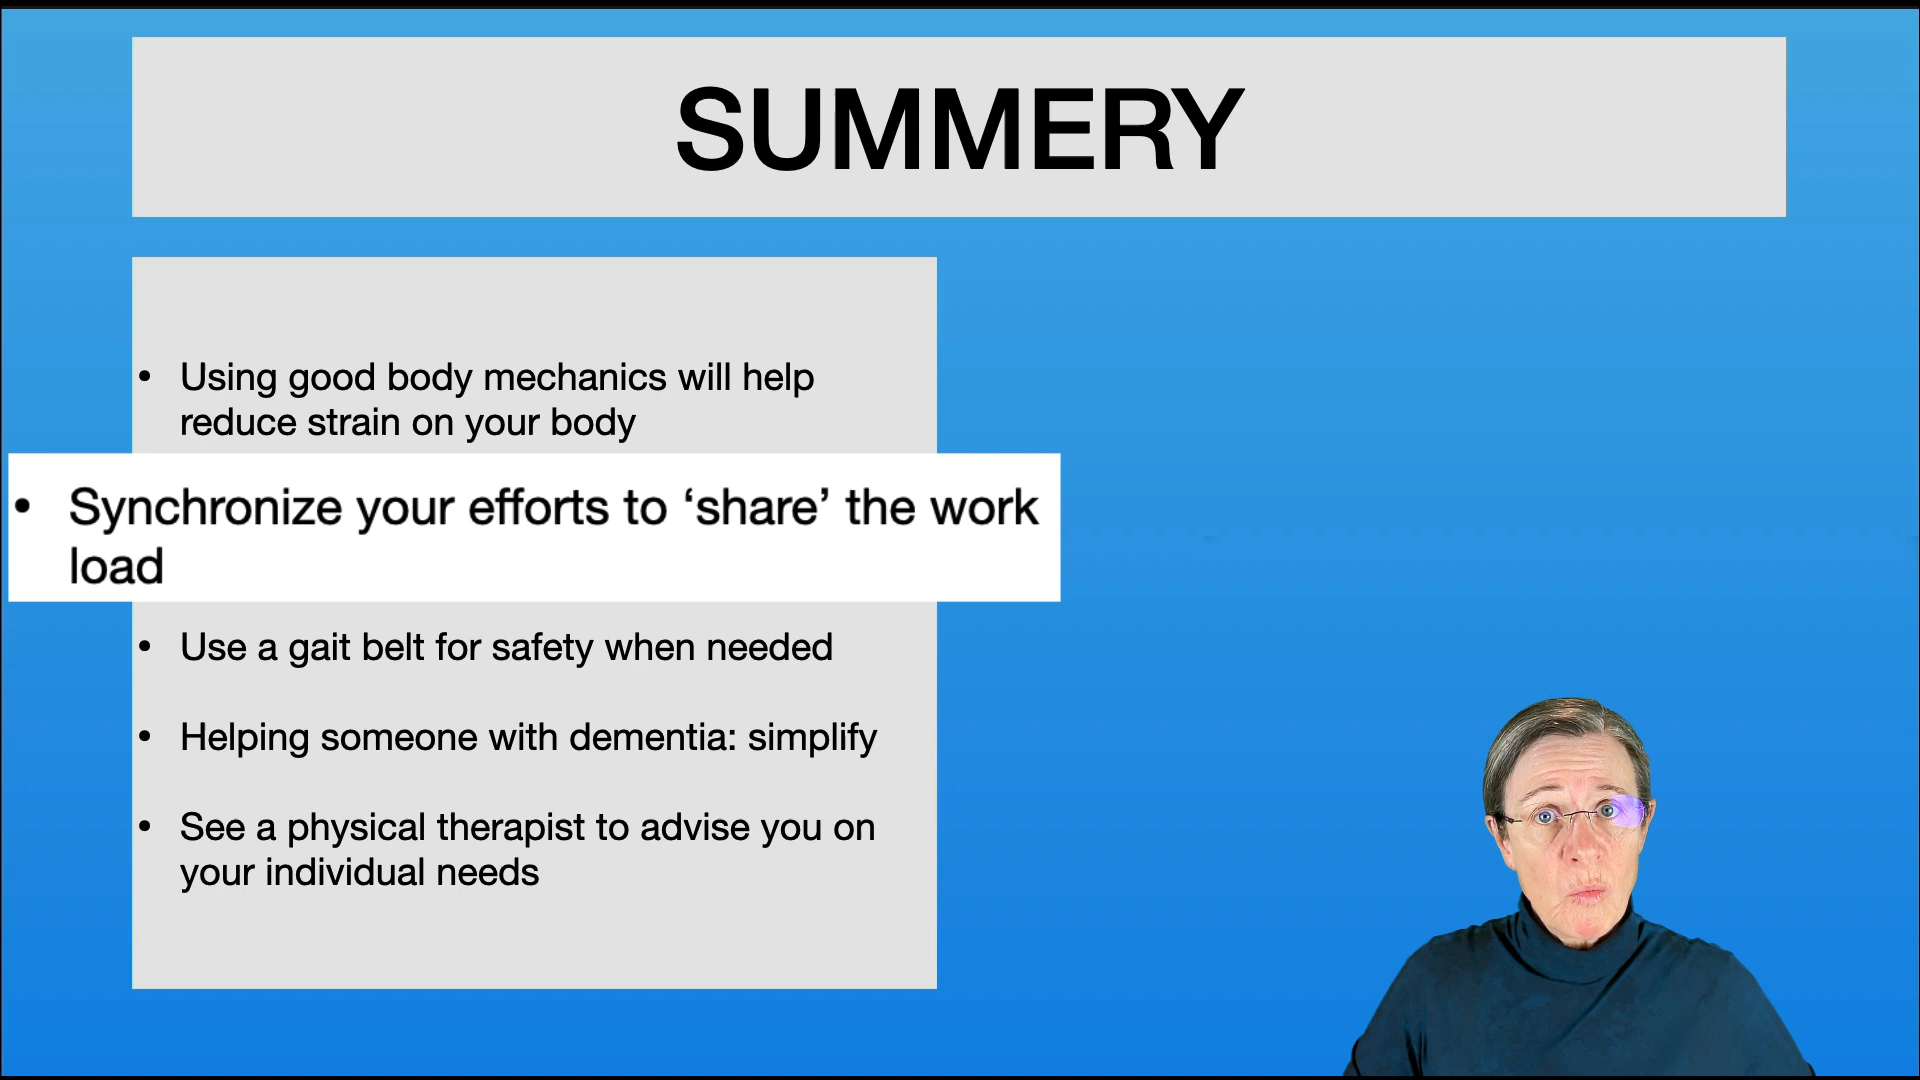 SUMMERY
• Using good body mechanics will help
reduce strain on your body
• Synchronize your efforts to ‘share’ the work
load
• Use a gait belt for safety when needed
• Helping someone with dementia: simplify
• See a physical therapist to advise you on
your individual needs